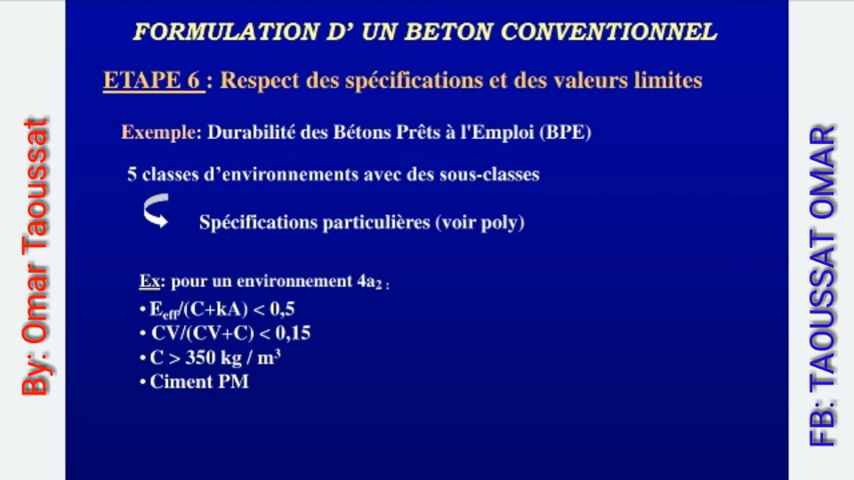 FORMULATION D’ UN BETON CONVENTIONNEL
ETAPE 6 : Respect des spécifications et des valeurs limites
Exemple: Durabilité des Bétons Prêts à l'Emploi (BPE)
5 classes d’environnements avec des sous-classes
Spécifications particulières (voir poly)
Ex: pour un environnement 4a2 :
• Eeff/(C+kA) < 0,5
• CV/(CV+C) < 0,15
• C > 350 kg / m³
• Ciment PM
By: Omar Taoussat
FB: TAOUSSAT OMAR